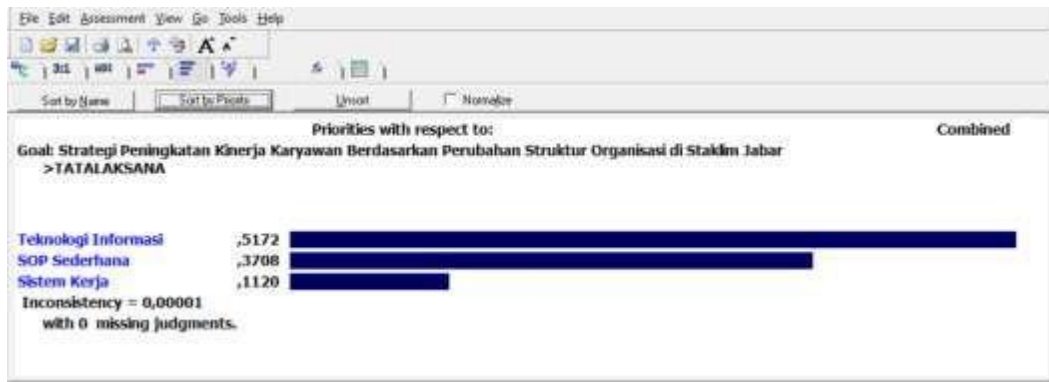 File Edit Assessment View Go Tools Help
Sort by Name Sort by Priority Unsort Normalize
Priorities with respect to: Combined
Goal: Strategi Peningkatan Kinerja Karyawan Berdasarkan Perubahan Struktur Organisasi di Staklim Jabar
>TATALAKSANA
Teknologi Informasi ,5172
SOP Sederhana ,3708
Sistem Kerja ,1120
Inconsistency = 0,00001
with 0 missing judgments.